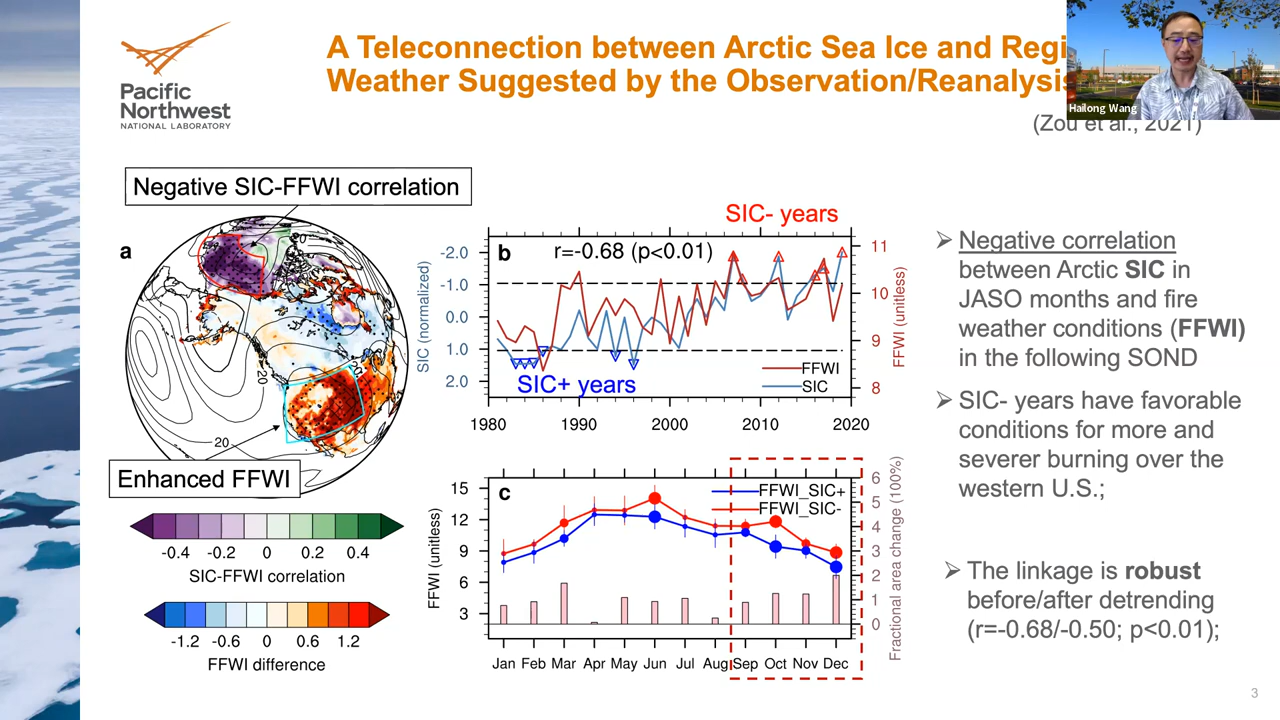 A Teleconnection between Arctic Sea Ice and Regi
Weather Suggested by the Observation/Reanalysis
(Zou et al., 2021)
Pacific
Northwest
NATIONAL LABORATORY
Hailong Wang
Negative SIC-FFWI correlation
a
20
20
Enhanced FFWI
-0.4 -0.2 0 0.2 0.4
SIC-FFWI correlation
-1.2 -0.6 0 0.6 1.2
FFWI difference
SIC- years
b
r=-0.68 (p<0.01)
SIC (normalized)
-2.0
-1.0
0.0
1.0
2.0
FFWI (unitless)
11
10
9
8
SIC+ years
FFWI
SIC
1980 1990 2000 2010 2020
c
FFWI_SIC+
FFWI_SIC-
FFWI (unitless)
15
12
9
6
3
Fractional area change (100%)
6
5
4
3
2
1
0
Jan Feb Mar Apr May Jun Jul Aug Sep Oct Nov Dec
Negative correlation
between Arctic SIC in
JASO months and fire
weather conditions (FFWI)
in the following SOND
SIC- years have favorable
conditions for more and
severer burning over the
western U.S.;
The linkage is robust
before/after detrending
(r=-0.68/-0.50; p<0.01);
3